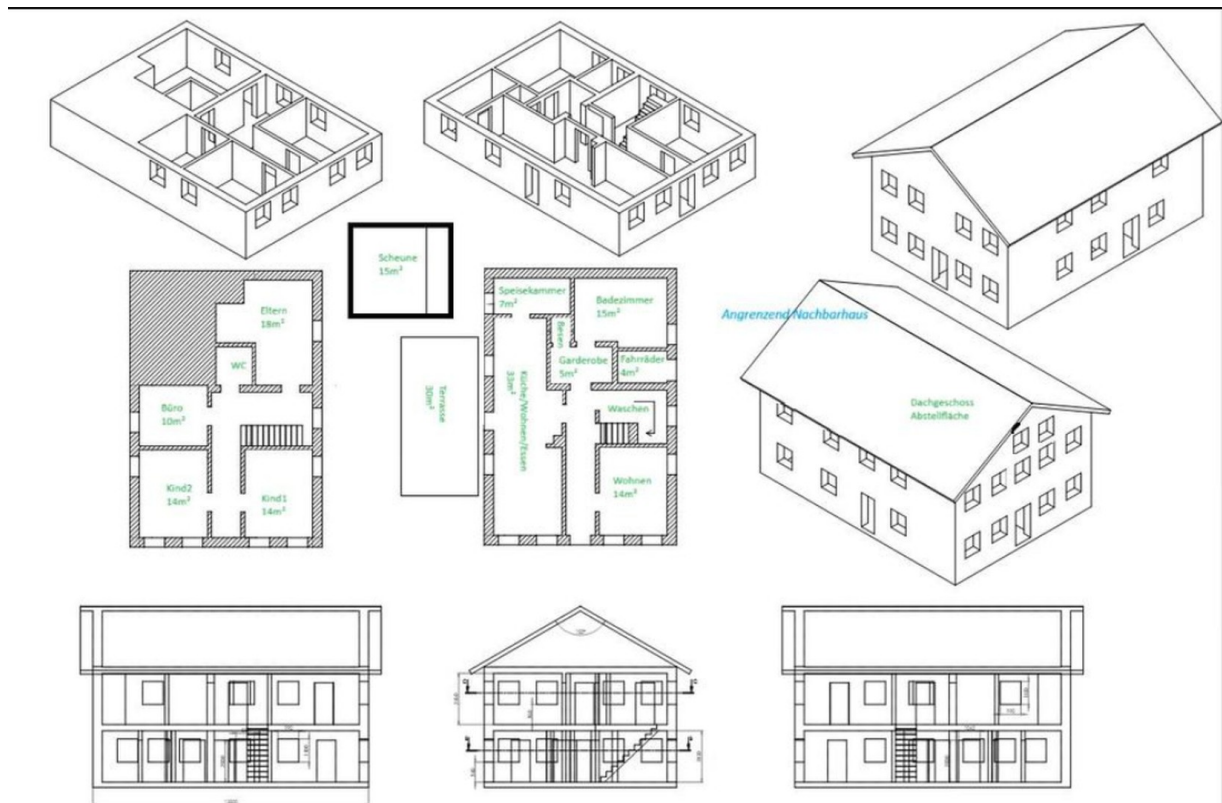 Scheune
15m²
Eltern
18m²
WC
Büro
10m²
Kind2
14m²
Kind1
14m²
Terrasse
30m²
Speisekammer
7m²
Badezimmer
15m²
Besen
Garderobe
5m²
Fahrräder
4m²
Küche/Wohnen/Essen
33m²
Waschen
Wohnen
14m²
Angrenzend Nachbarhaus
Dachgeschoss
Abstellfläche